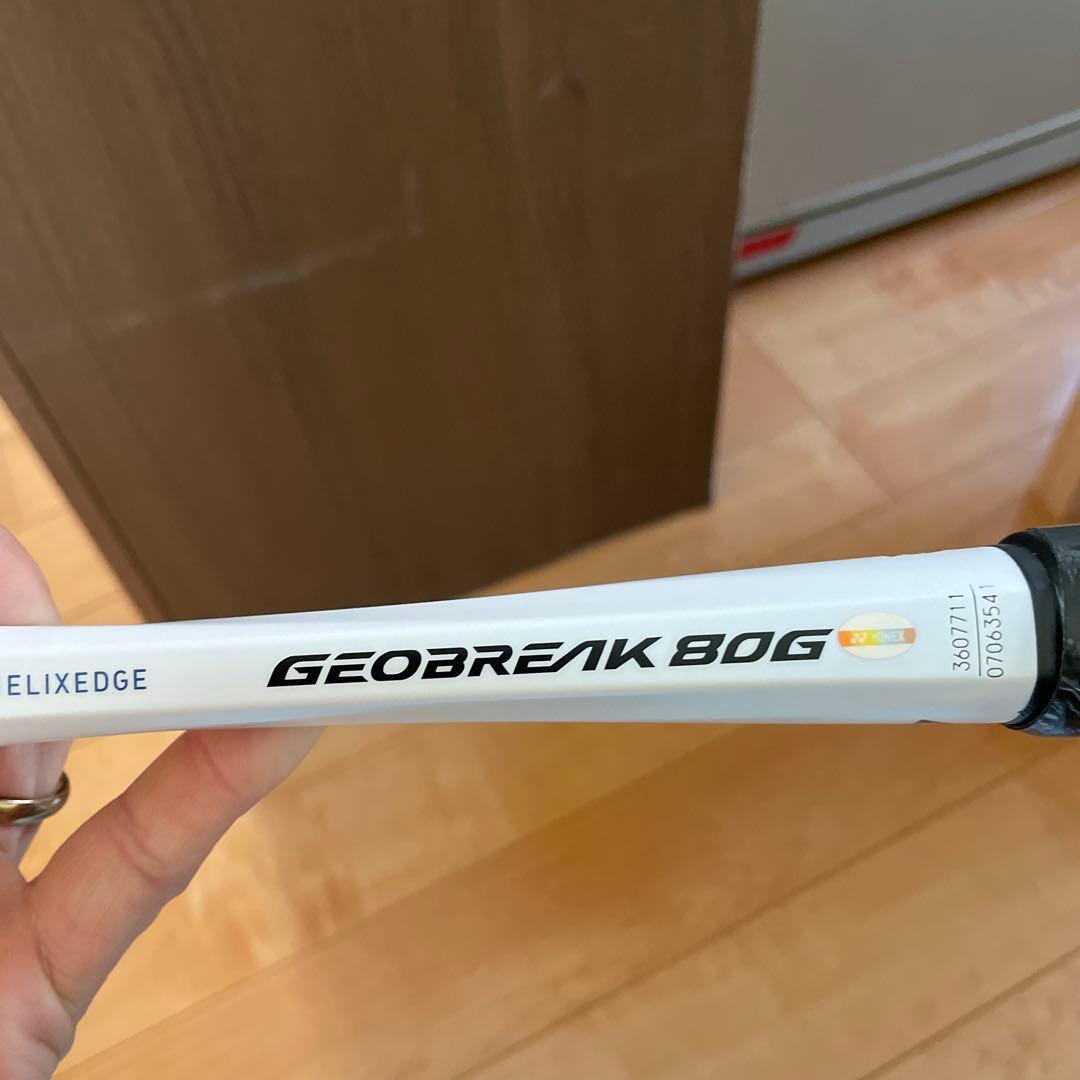 ELIXEDGE
GEOBREAK 80G
YONEX
3607711
07063541